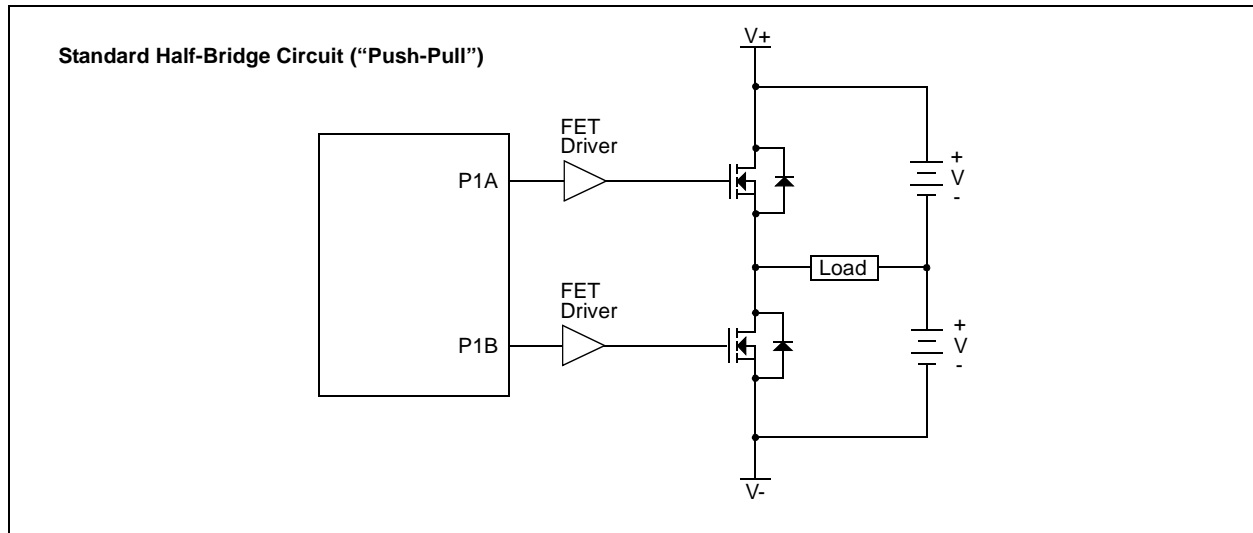 Standard Half-Bridge Circuit (“Push-Pull”)
V+
FET
Driver
P1A
+
V
-
Load
FET
Driver
P1B
+
V
-
V-